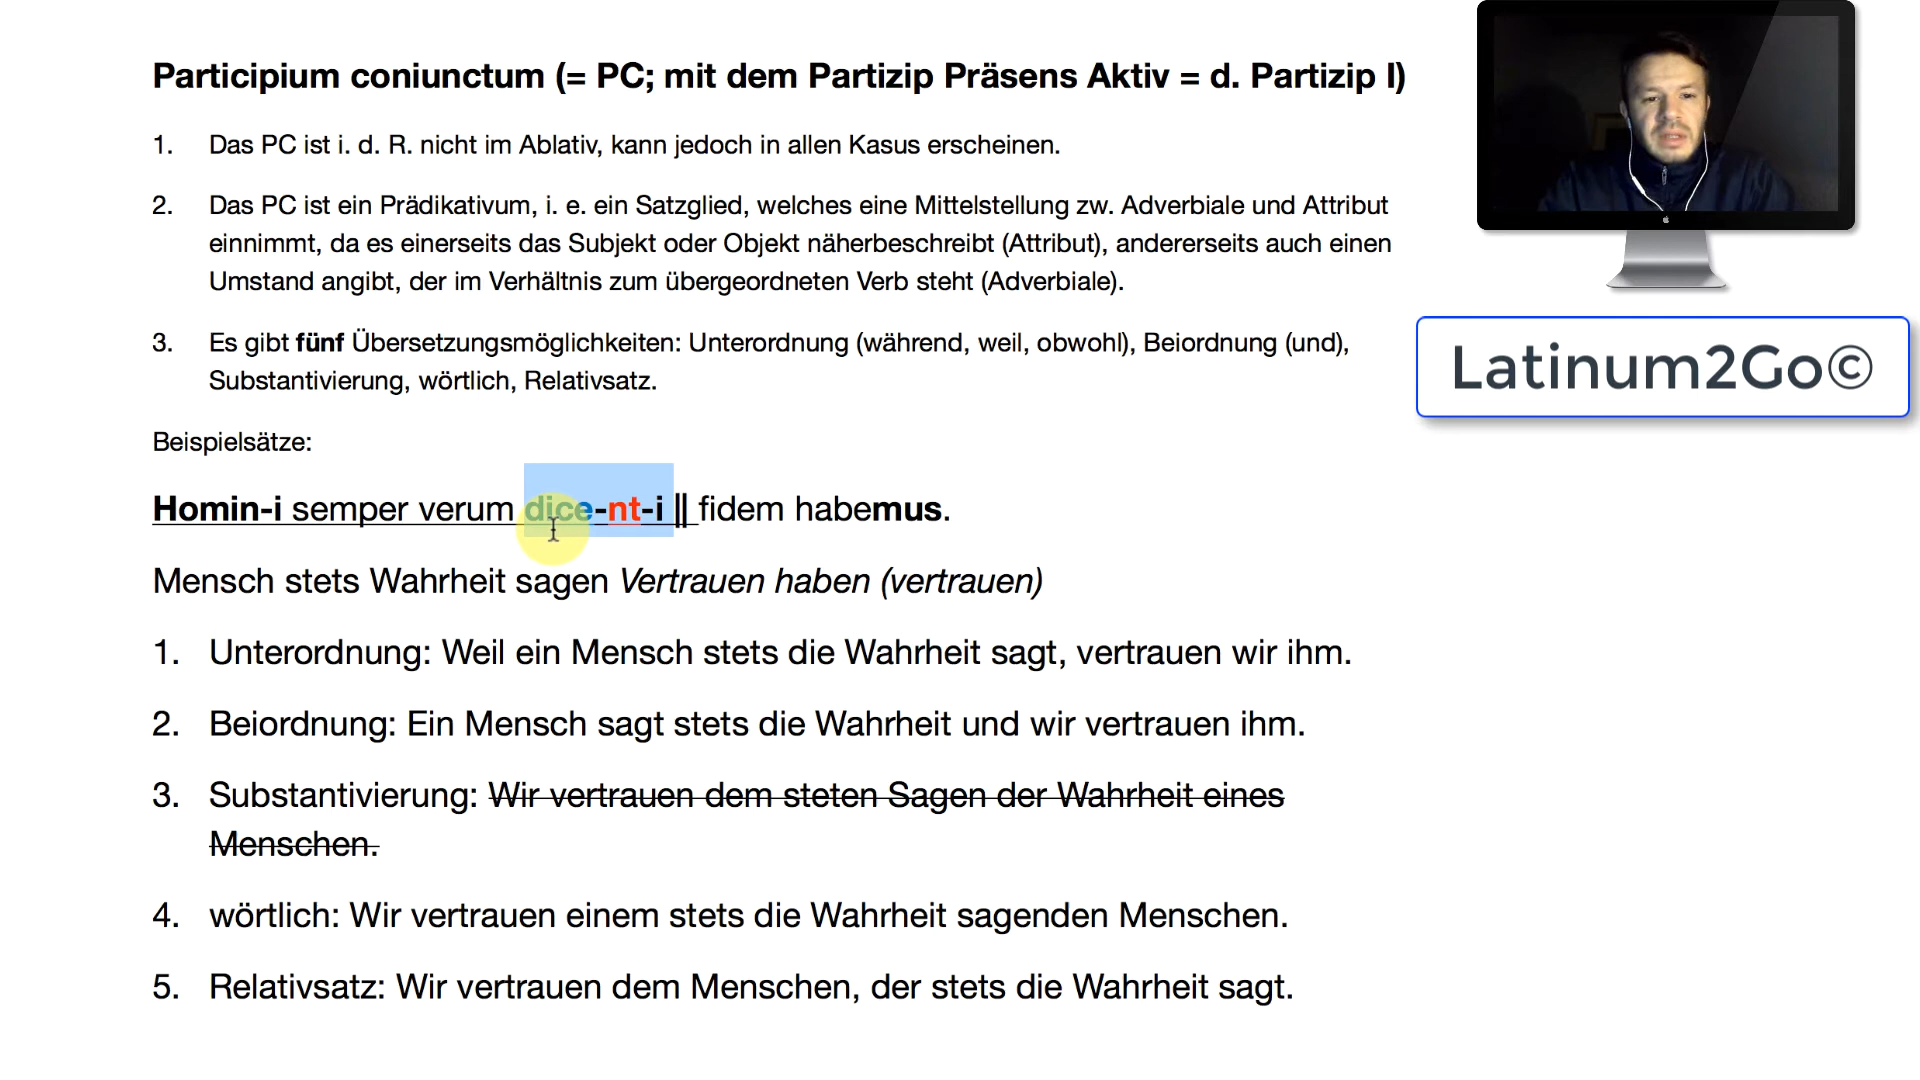 Participium coniunctum (= PC; mit dem Partizip Präsens Aktiv = d. Partizip I)
1. Das PC ist i. d. R. nicht im Ablativ, kann jedoch in allen Kasus erscheinen.
2. Das PC ist ein Prädikativum, i. e. ein Satzglied, welches eine Mittelstellung zw. Adverbiale und Attribut
einnimmt, da es einerseits das Subjekt oder Objekt näherbeschreibt (Attribut), andererseits auch einen
Umstand angibt, der im Verhältnis zum übergeordneten Verb steht (Adverbiale).
3. Es gibt fünf Übersetzungsmöglichkeiten: Unterordnung (während, weil, obwohl), Beiordnung (und),
Substantivierung, wörtlich, Relativsatz.
Latinum2Go©
Beispielsätze:
Homin-i semper verum dice-nt-i || fidem habemus.
Mensch stets Wahrheit sagen Vertrauen haben (vertrauen)
1. Unterordnung: Weil ein Mensch stets die Wahrheit sagt, vertrauen wir ihm.
2. Beiordnung: Ein Mensch sagt stets die Wahrheit und wir vertrauen ihm.
3. Substantivierung: Wir vertrauen dem steten Sagen der Wahrheit eines
Menschen.
4. wörtlich: Wir vertrauen einem stets die Wahrheit sagenden Menschen.
5. Relativsatz: Wir vertrauen dem Menschen, der stets die Wahrheit sagt.